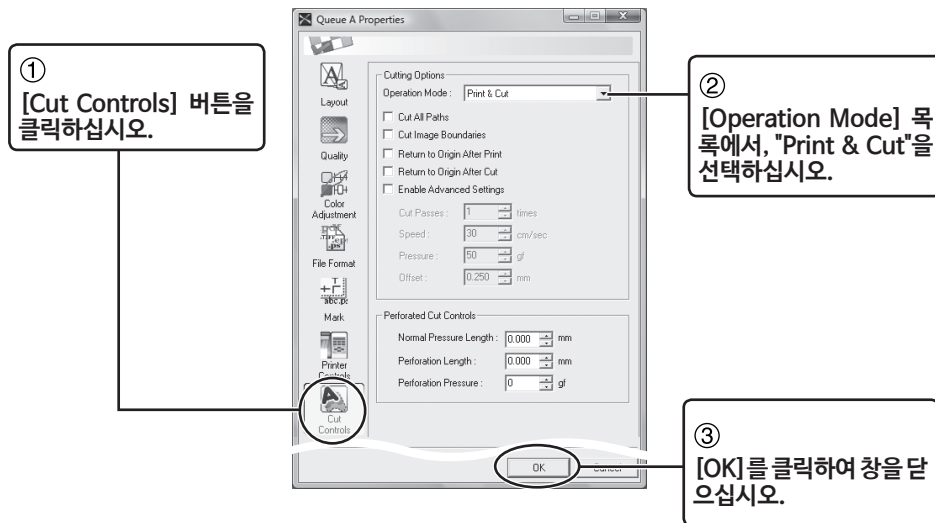 Queue A Properties
①
[Cut Controls] 버튼을
클릭하십시오.
Layout
Quality
Color
Adjustment
File Format
Mark
Printer
Controls
Cut
Controls
Cutting Options
Operation Mode : Print & Cut
Cut All Paths
Cut Image Boundaries
Return to Origin After Print
Return to Origin After Cut
Enable Advanced Settings
Cut Passes : 1 times
Speed : 30 cm/sec
Pressure : 50 gf
Offset : 0.250 mm
Perforated Cut Controls
Normal Pressure Length : 0.000 mm
Perforation Length : 0.000 mm
Perforation Pressure : 0 gf
OK
Cancel
②
[Operation Mode] 목
록에서, "Print & Cut"을
선택하십시오.
③
[OK]를 클릭하여 창을 닫
으십시오.